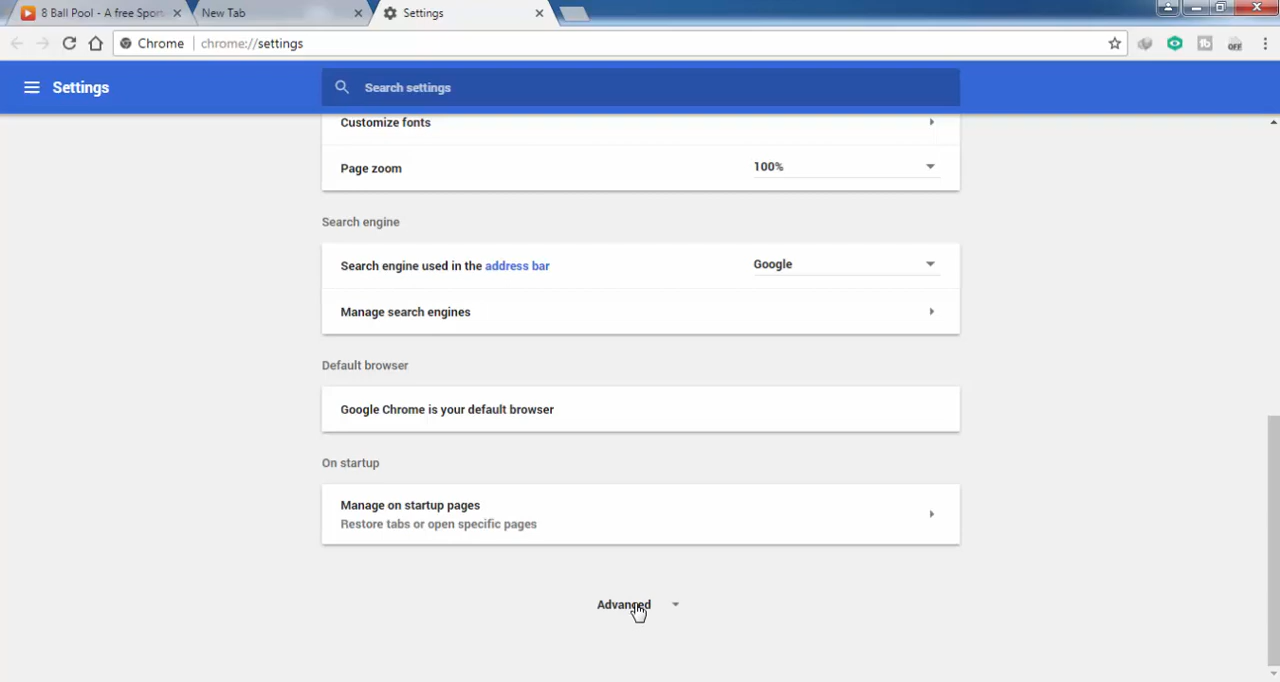 8 Ball Pool - A free Spor
New Tab
Settings
Chrome
chrome://settings
OFF
Settings
Search settings
Customize fonts
Page zoom
100%
Search engine
Search engine used in the address bar
Google
Manage search engines
Default browser
Google Chrome is your default browser
On startup
Manage on startup pages
Restore tabs or open specific pages
Advanced